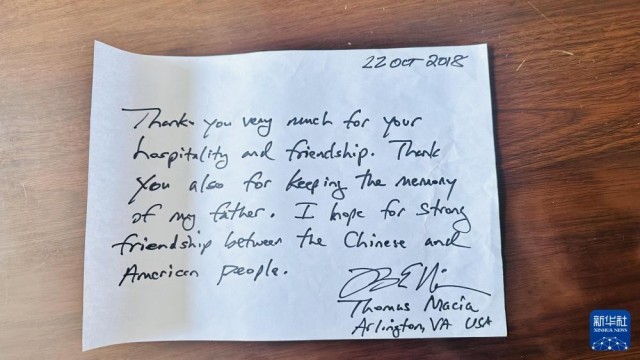 22 OCT 2018
Thank you very much for your
hospitality and friendship. Thank
you also for keeping the memory
of my father. I hope for strong
friendship between the Chinese and
American people.
Thomas Macia
Arlington, VA USA
新华社
XINHUA NEWS